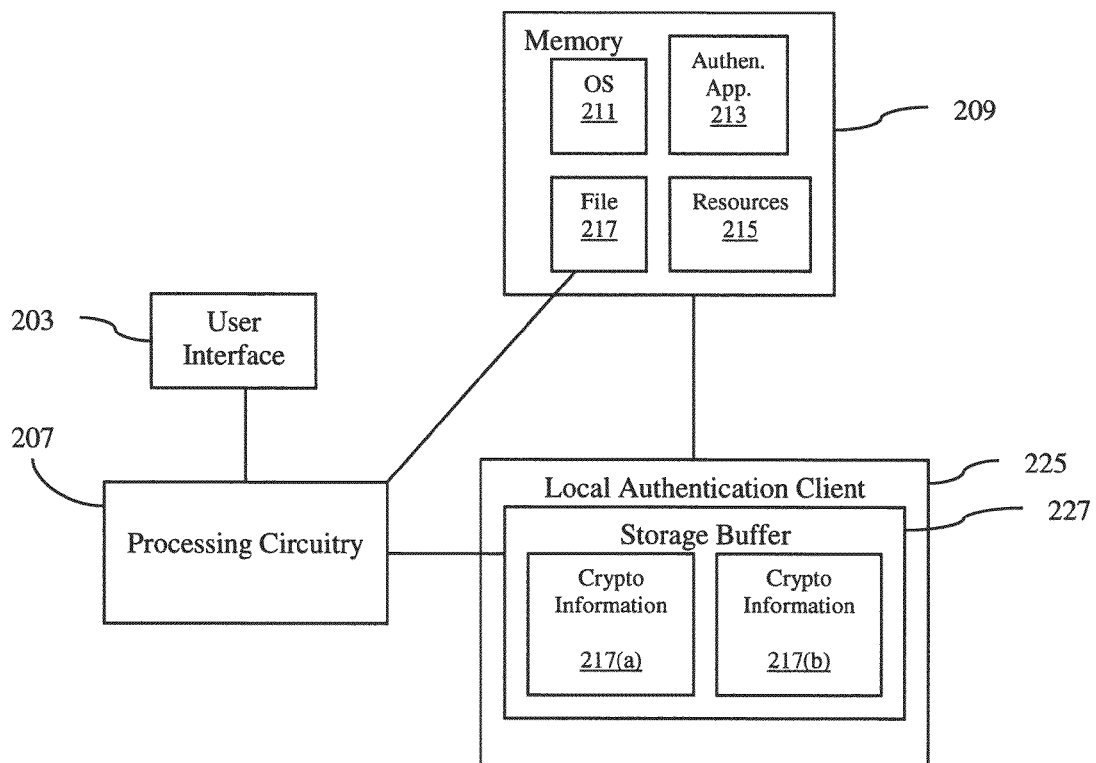 Memory
OS
211
Authen.
App.
213
209
File
217
Resources
215
203
User
Interface
207
Processing Circuitry
225
Local Authentication Client
227
Storage Buffer
Crypto
Information
217(a)
Crypto
Information
217(b)